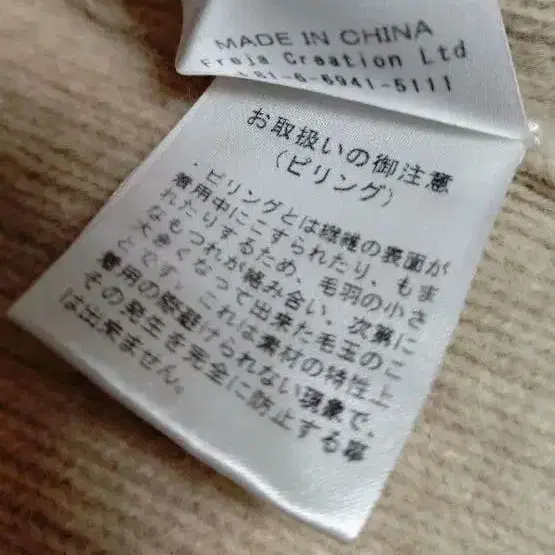 MADE IN CHINA
Freja Creation Ltd
81-6-6941-5111
お取扱いの御注意
(ピリング)
・ピリングとは繊維の表面が
着用中にこすられたり、もま
れたりするため、毛羽の小さ
なもつれが絡み合い、次第に
大きくなって出来た毛玉のこ
とです。これは素材の特性上
着用の際避けられない現象で、
その発生を完全に防止する事
は出来ません。